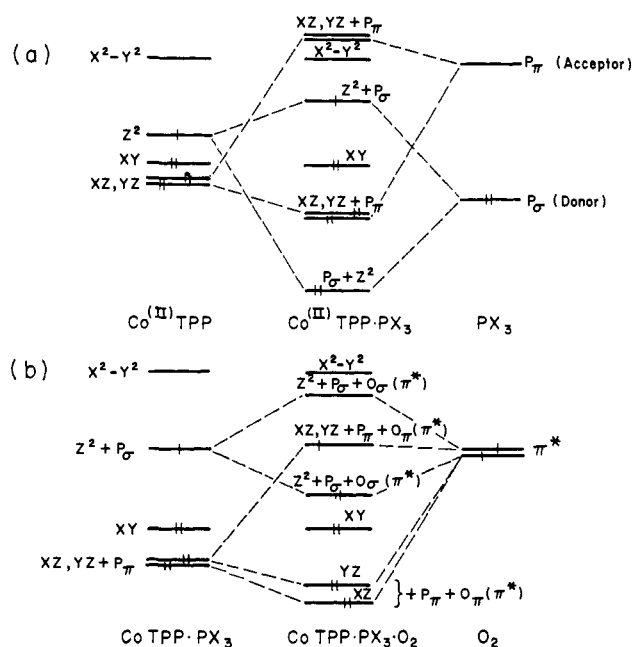 (a)
XZ,YZ + Pπ
X²-Y²
X²-Y²
Pπ (Acceptor)
Z²+Pσ
Z²
XY
XY
XZ,YZ
XZ,YZ+Pπ
Pσ (Donor)
Pσ+Z²
Co(II)TPP
Co(II) TPP·PX₃
PX₃
(b)
X²-Y²
X²-Y²
Z²+Pσ+Oσ(π*)
XZ,YZ+Pπ+Oπ(π*)
Z²+Pσ
π*
Z²+Pσ+Oσ(π*)
XY
XY
XZ,YZ+Pπ
YZ
XZ
} +Pπ+Oπ(π*)
Co TPP·PX₃
Co TPP·PX₃·O₂
O₂